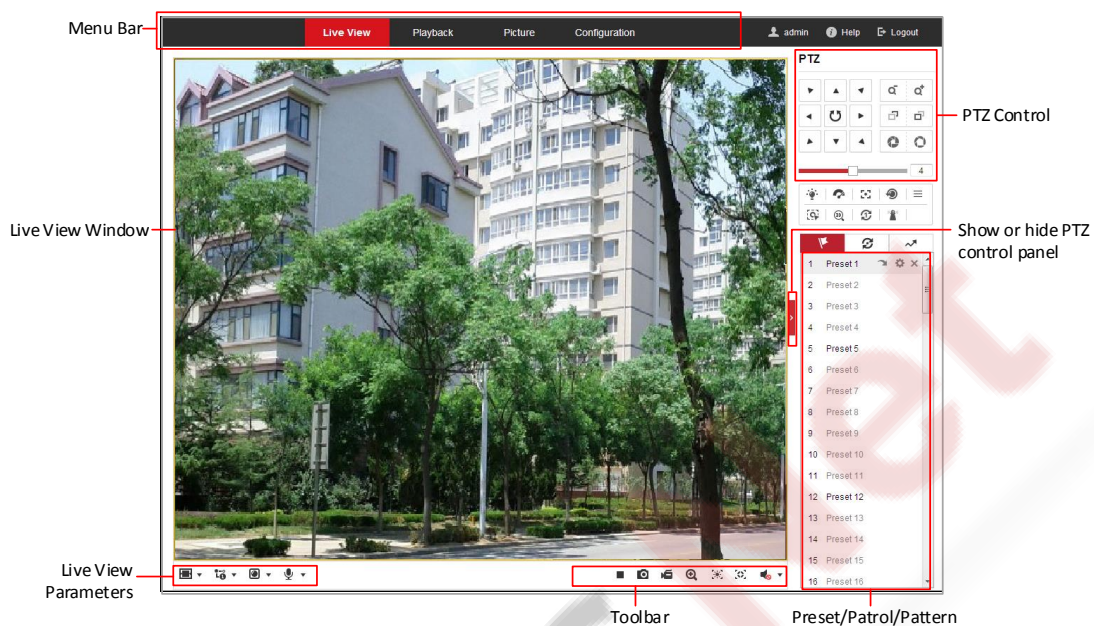 Menu Bar
Live View Playback Picture Configuration admin Help Logout
PTZ
PTZ Control
4
Live View Window
Show or hide PTZ
control panel
1 Preset 1
2 Preset 2
3 Preset 3
4 Preset 4
5 Preset 5
6 Preset 6
7 Preset 7
8 Preset 8
9 Preset 9
10 Preset 10
11 Preset 11
12 Preset 12
13 Preset 13
14 Preset 14
15 Preset 15
16 Preset 16
Live View
Parameters
Toolbar
Preset/Patrol/Pattern